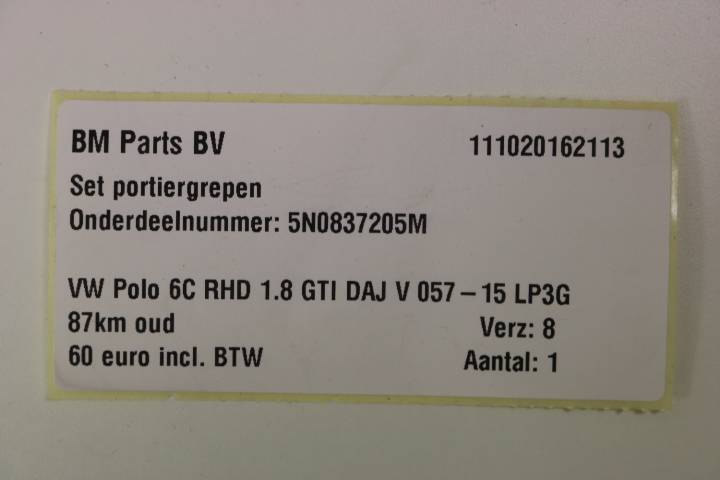 BM Parts BV 111020162113
Set portiergrepen
Onderdeelnummer: 5N0837205M
VW Polo 6C RHD 1.8 GTI DAJ V 057 – 15 LP3G
87km oud Verz: 8
60 euro incl. BTW Aantal: 1